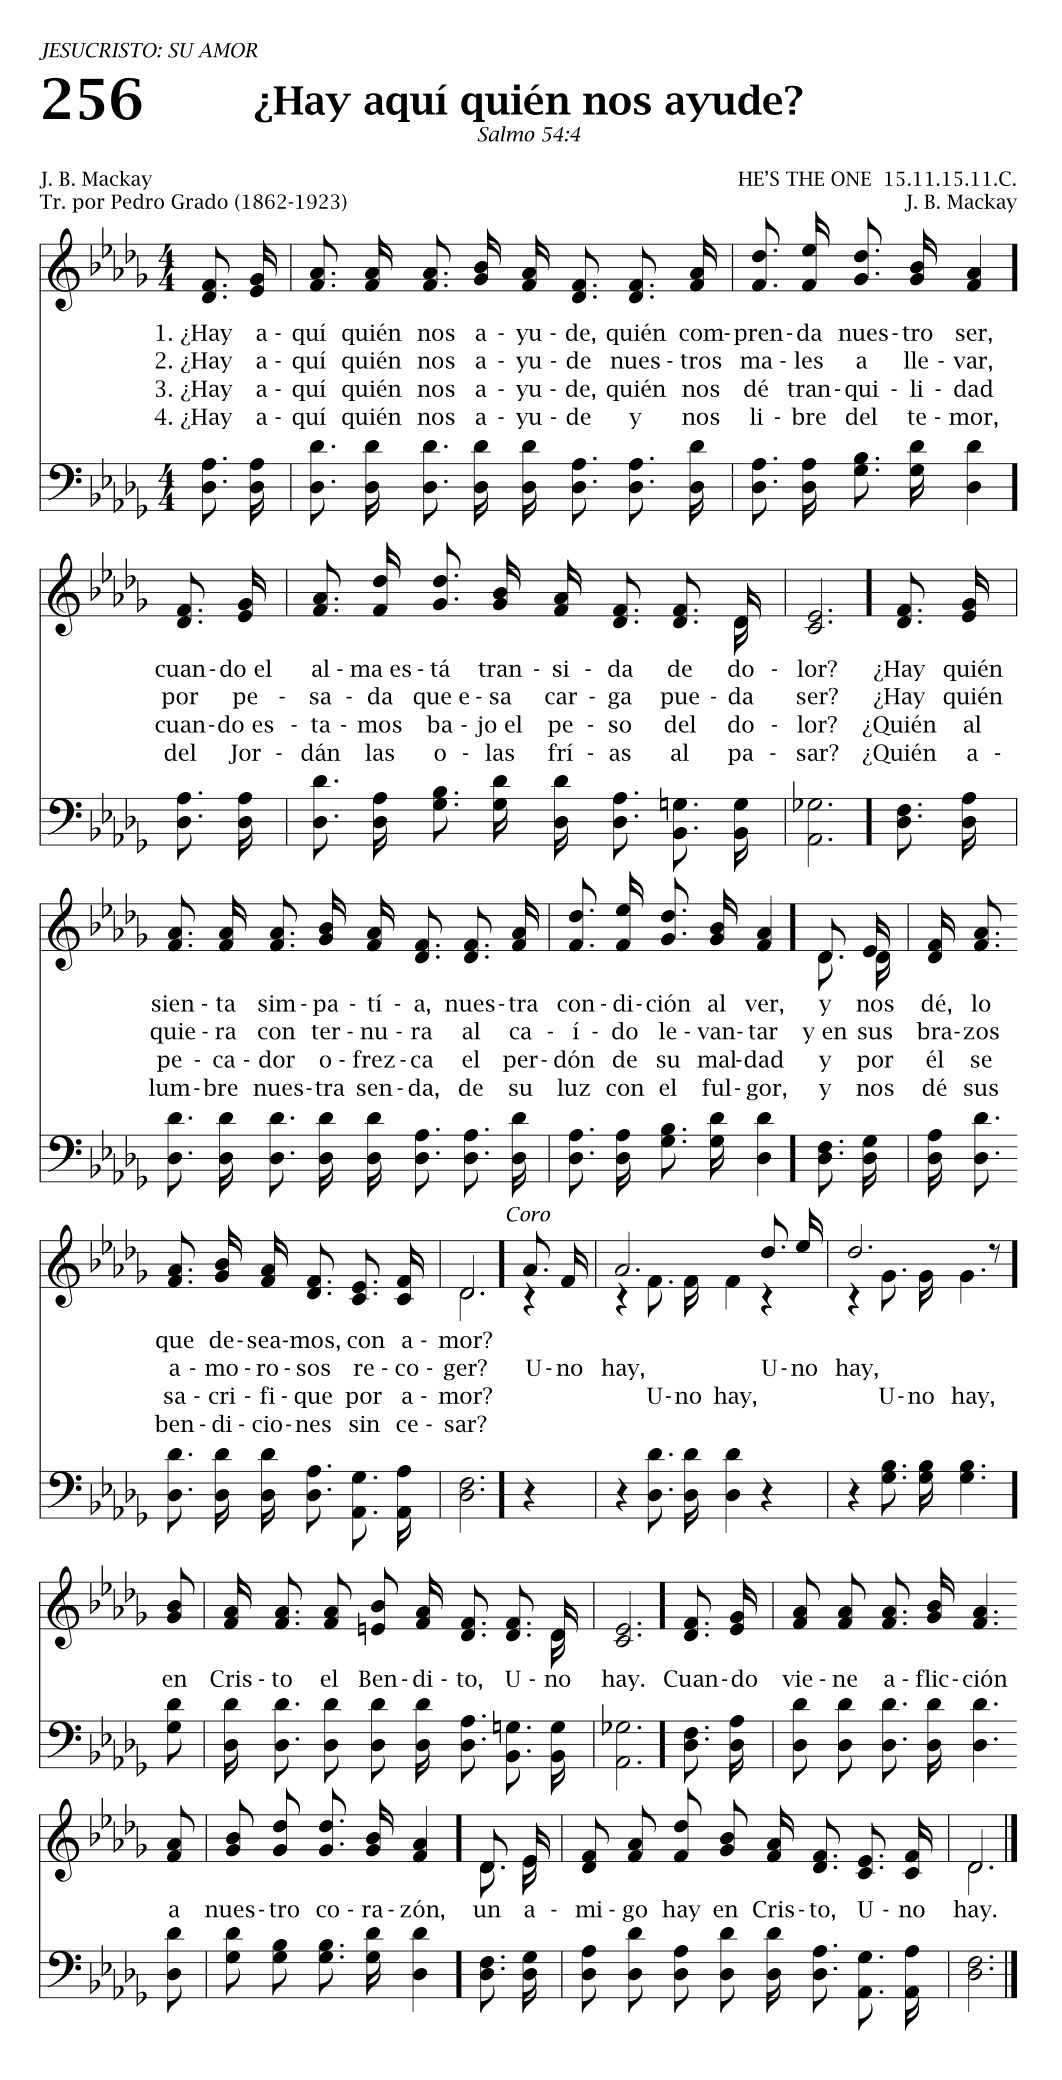 JESUCRISTO: SU AMOR
256 ¿Hay aquí quién nos ayude?
Salmo 54:4
J. B. Mackay HE'S THE ONE 15.11.15.11.C.
Tr. por Pedro Grado (1862-1923) J. B. Mackay
1. ¿Hay a - quí quién nos a - yu - de, quién com - pren - da nues - tro ser,
2. ¿Hay a - quí quién nos a - yu - de nues - tros ma - les a lle - var,
3. ¿Hay a - quí quién nos a - yu - de, quién nos dé tran - qui - li - dad
4. ¿Hay a - quí quién nos a - yu - de y nos li - bre del te - mor,
cuan - do el al - ma es - tá tran - si - da de do - lor? ¿Hay quién
por pe - sa - da que e - sa car - ga pue - da ser? ¿Hay quién
cuan - do es - ta - mos ba - jo el pe - so del do - lor? ¿Quién al
del Jor - dán las o - las frí - as al pa - sar? ¿Quién a -
sien - ta sim - pa - tí - a, nues - tra con - di - ción al ver, y nos dé, lo
quie - ra con ter - nu - ra al ca - í - do le - van - tar y en sus bra - zos
pe - ca - dor o - frez - ca el per - dón de su mal - dad y por él se
lum - bre nues - tra sen - da, de su luz con el ful - gor, y nos dé sus
Coro
que de - sea - mos, con a - mor?
a - mo - ro - sos re - co - ger? U - no hay, U - no hay,
sa - cri - fi - que por a - mor? U - no hay, U - no hay,
ben - di - cio - nes sin ce - sar?
en Cris - to el Ben - di - to, U - no hay. Cuan - do vie - ne a - flic - ción
a nues - tro co - ra - zón, un a - mi - go hay en Cris - to, U - no hay.